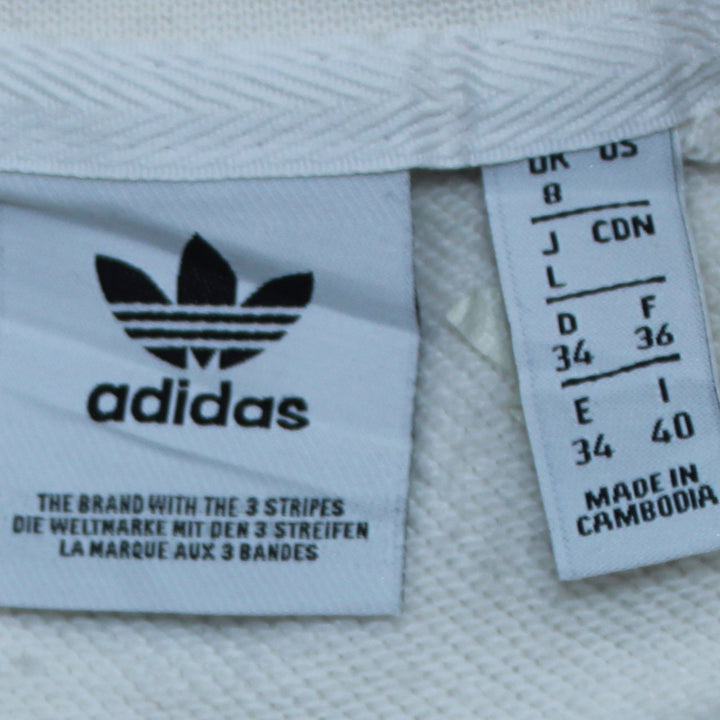 adidas
THE BRAND WITH THE 3 STRIPES
DIE WELTMARKE MIT DEN 3 STREIFEN
LA MARQUE AUX 3 BANDES
UK US
8
J CDN
L
D F
34 36
E I
34 40
MADE IN
CAMBODIA